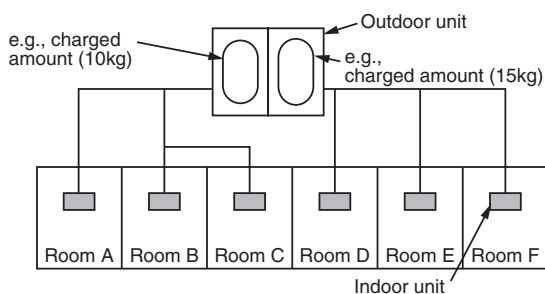 Outdoor unit
e.g., charged
amount (10kg)
e.g.,
charged amount (15kg)
Room A
Room B
Room C
Room D
Room E
Room F
Indoor unit